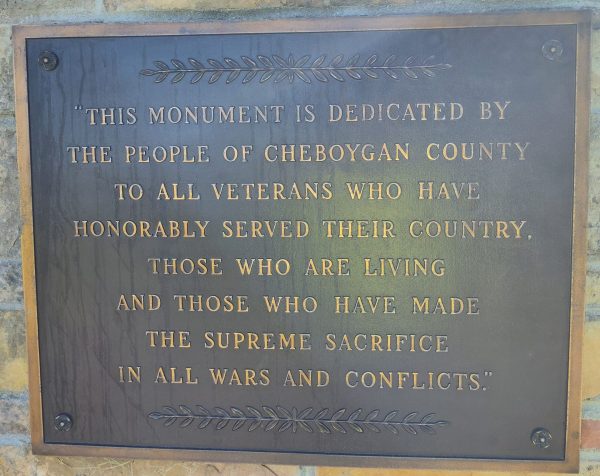 "THIS MONUMENT IS DEDICATED BY
THE PEOPLE OF CHEBOYGAN COUNTY
TO ALL VETERANS WHO HAVE
HONORABLY SERVED THEIR COUNTRY,
THOSE WHO ARE LIVING
AND THOSE WHO HAVE MADE
THE SUPREME SACRIFICE
IN ALL WARS AND CONFLICTS."